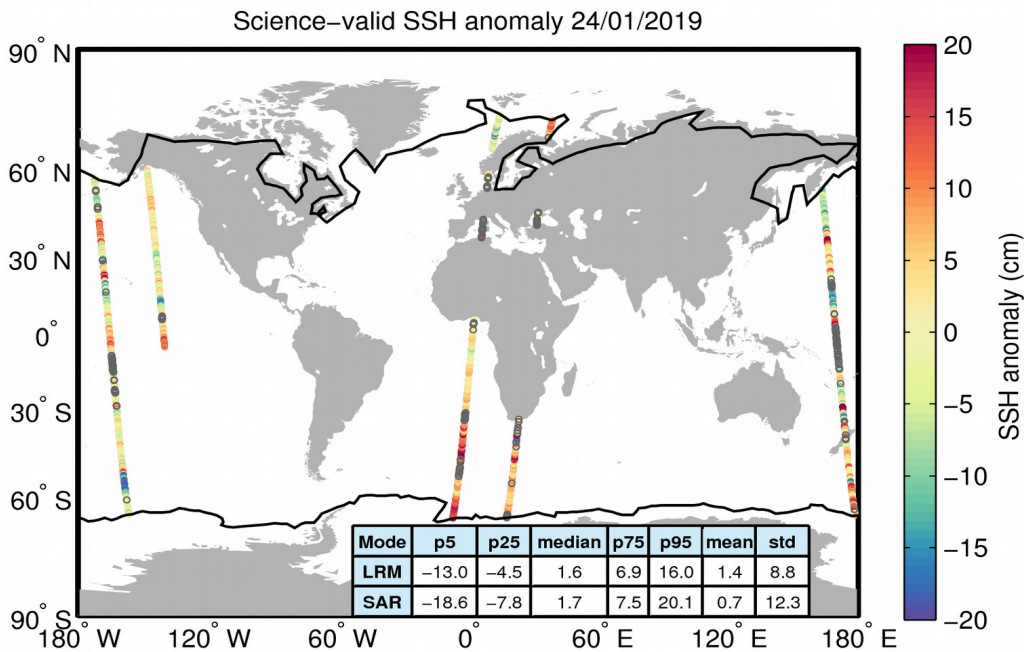 Science−valid SSH anomaly 24/01/2019
90° N
60° N
30° N
0°
30° S
60° S
90° S
180° W
120° W
60° W
0°
60° E
120° E
180° E
Mode p5 p25 median p75 p95 mean std
LRM −13.0 −4.5 1.6 6.9 16.0 1.4 8.8
SAR −18.6 −7.8 1.7 7.5 20.1 0.7 12.3
20
15
10
5
0
−5
−10
−15
−20
SSH anomaly (cm)